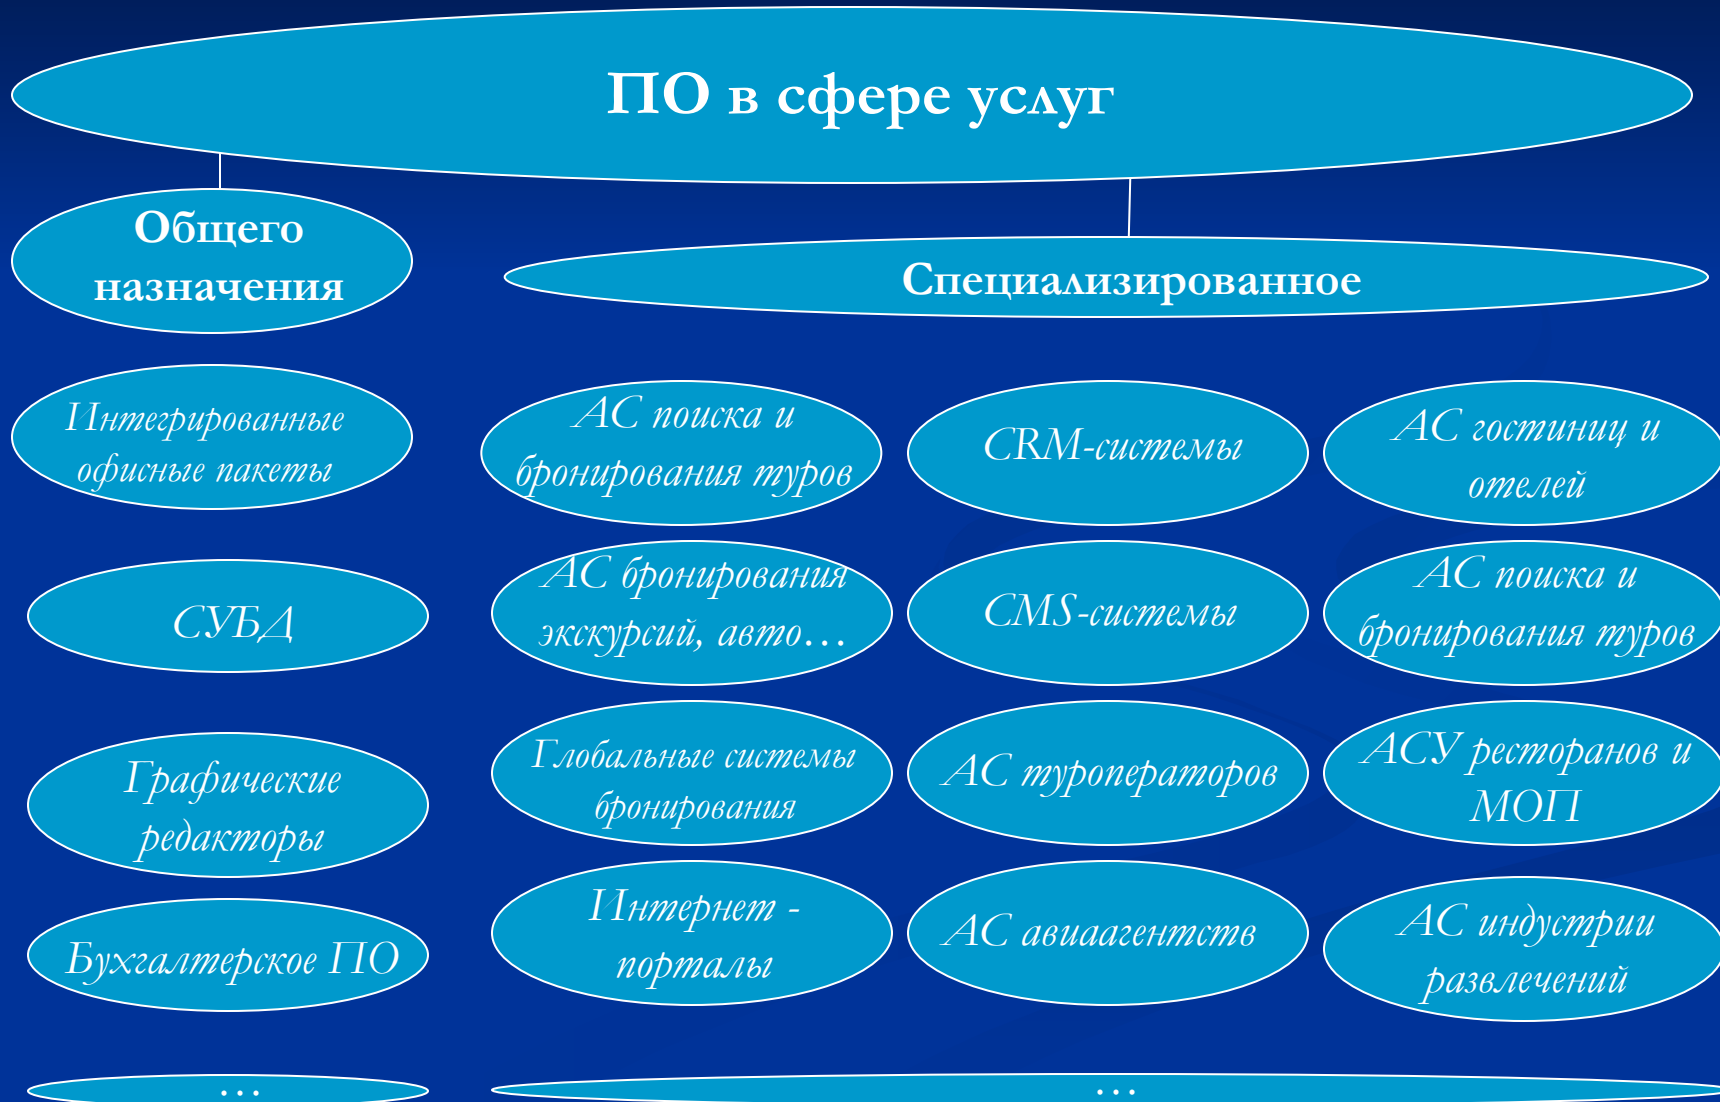 ПО в сфере услуг
Общего
назначения
Специализированное
Интегрированные
офисные пакеты
СУБД
Графические
редакторы
Бухгалтерское ПО
…
АС поиска и
бронирования туров
АС бронирования
экскурсий, авто…
Глобальные системы
бронирования
Интернет -
порталы
CRM-системы
CMS-системы
АС туроператоров
АС авиаагентств
АС гостиниц и
отелей
АС поиска и
бронирования туров
АСУ ресторанов и
МОП
АС индустрии
развлечений
…